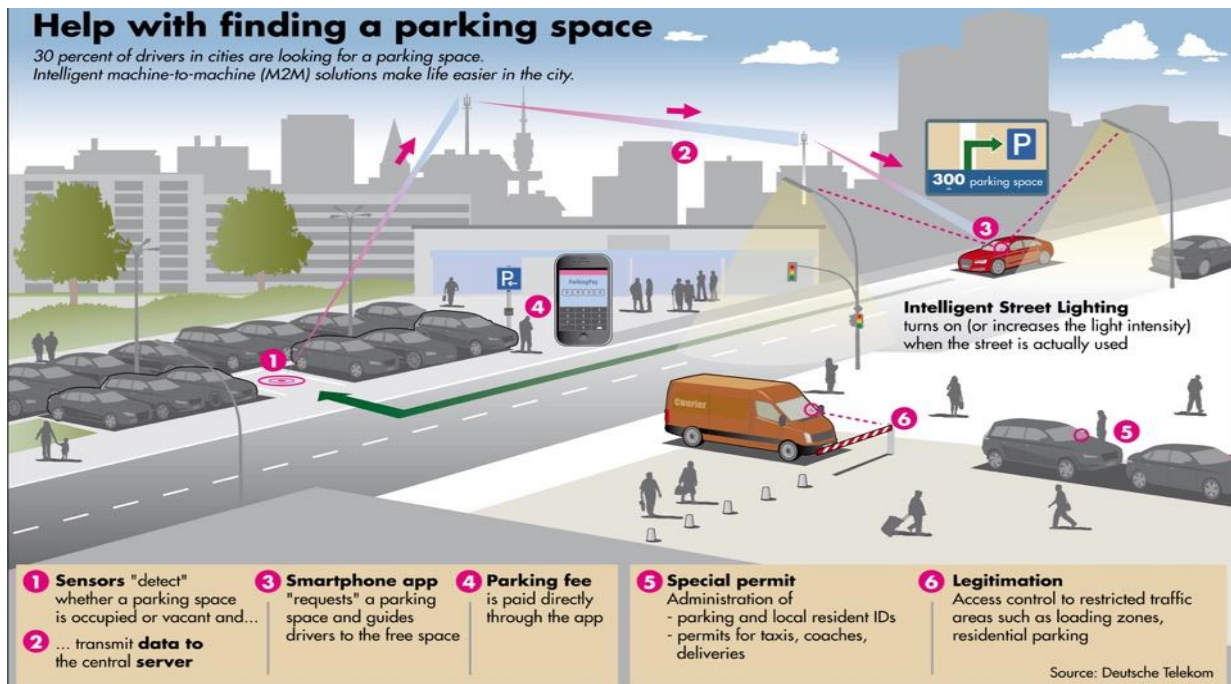 Help with finding a parking space
30 percent of drivers in cities are looking for a parking space.
Intelligent machine-to-machine (M2M) solutions make life easier in the city.
2
P
300 parking space
3
P
ParkingPay
4
1
Intelligent Street Lighting
turns on (or increases the light intensity)
when the street is actually used
Courier
6
5
1 Sensors "detect"
whether a parking space
is occupied or vacant and...
2 ... transmit data to
the central server
3 Smartphone app
"requests" a parking
space and guides
drivers to the free space
4 Parking fee
is paid directly
through the app
5 Special permit
Administration of
- parking and local resident IDs
- permits for taxis, coaches,
deliveries
6 Legitimation
Access control to restricted traffic
areas such as loading zones,
residential parking
Source: Deutsche Telekom